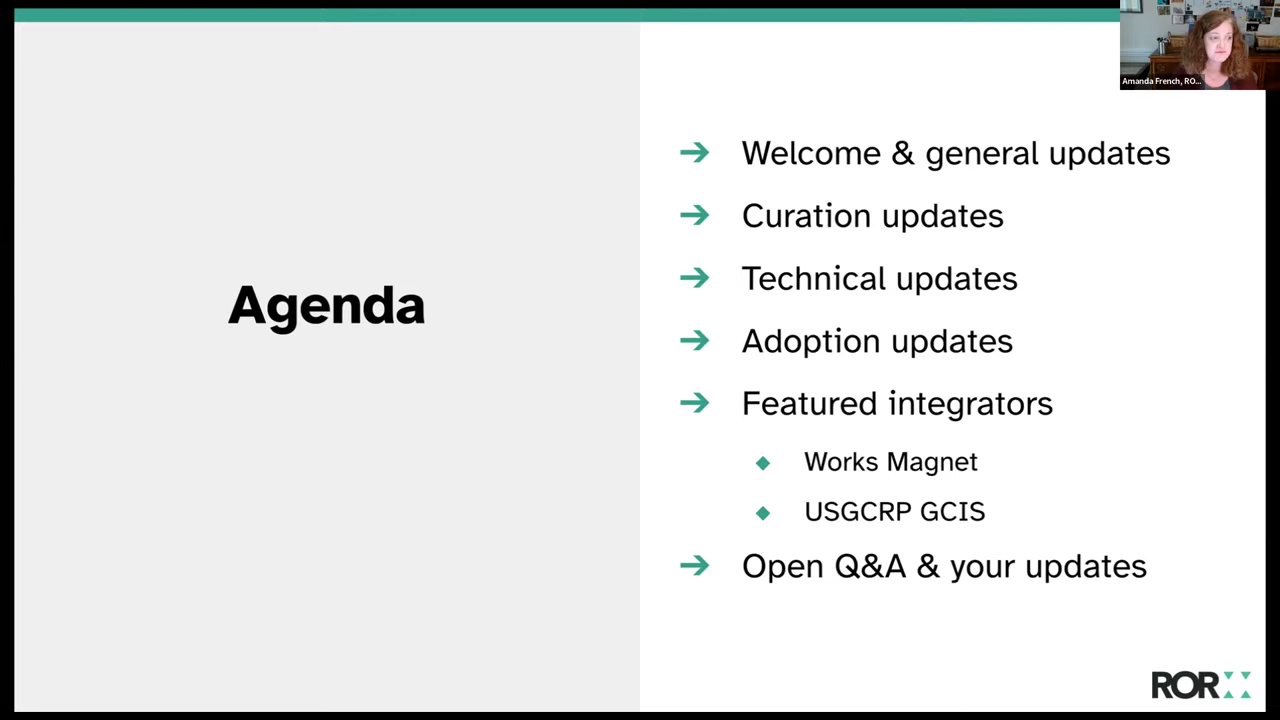 Amanda French, RO...
Agenda
Welcome & general updates
Curation updates
Technical updates
Adoption updates
Featured integrators
Works Magnet
USGCRP GCIS
Open Q&A & your updates
ROR